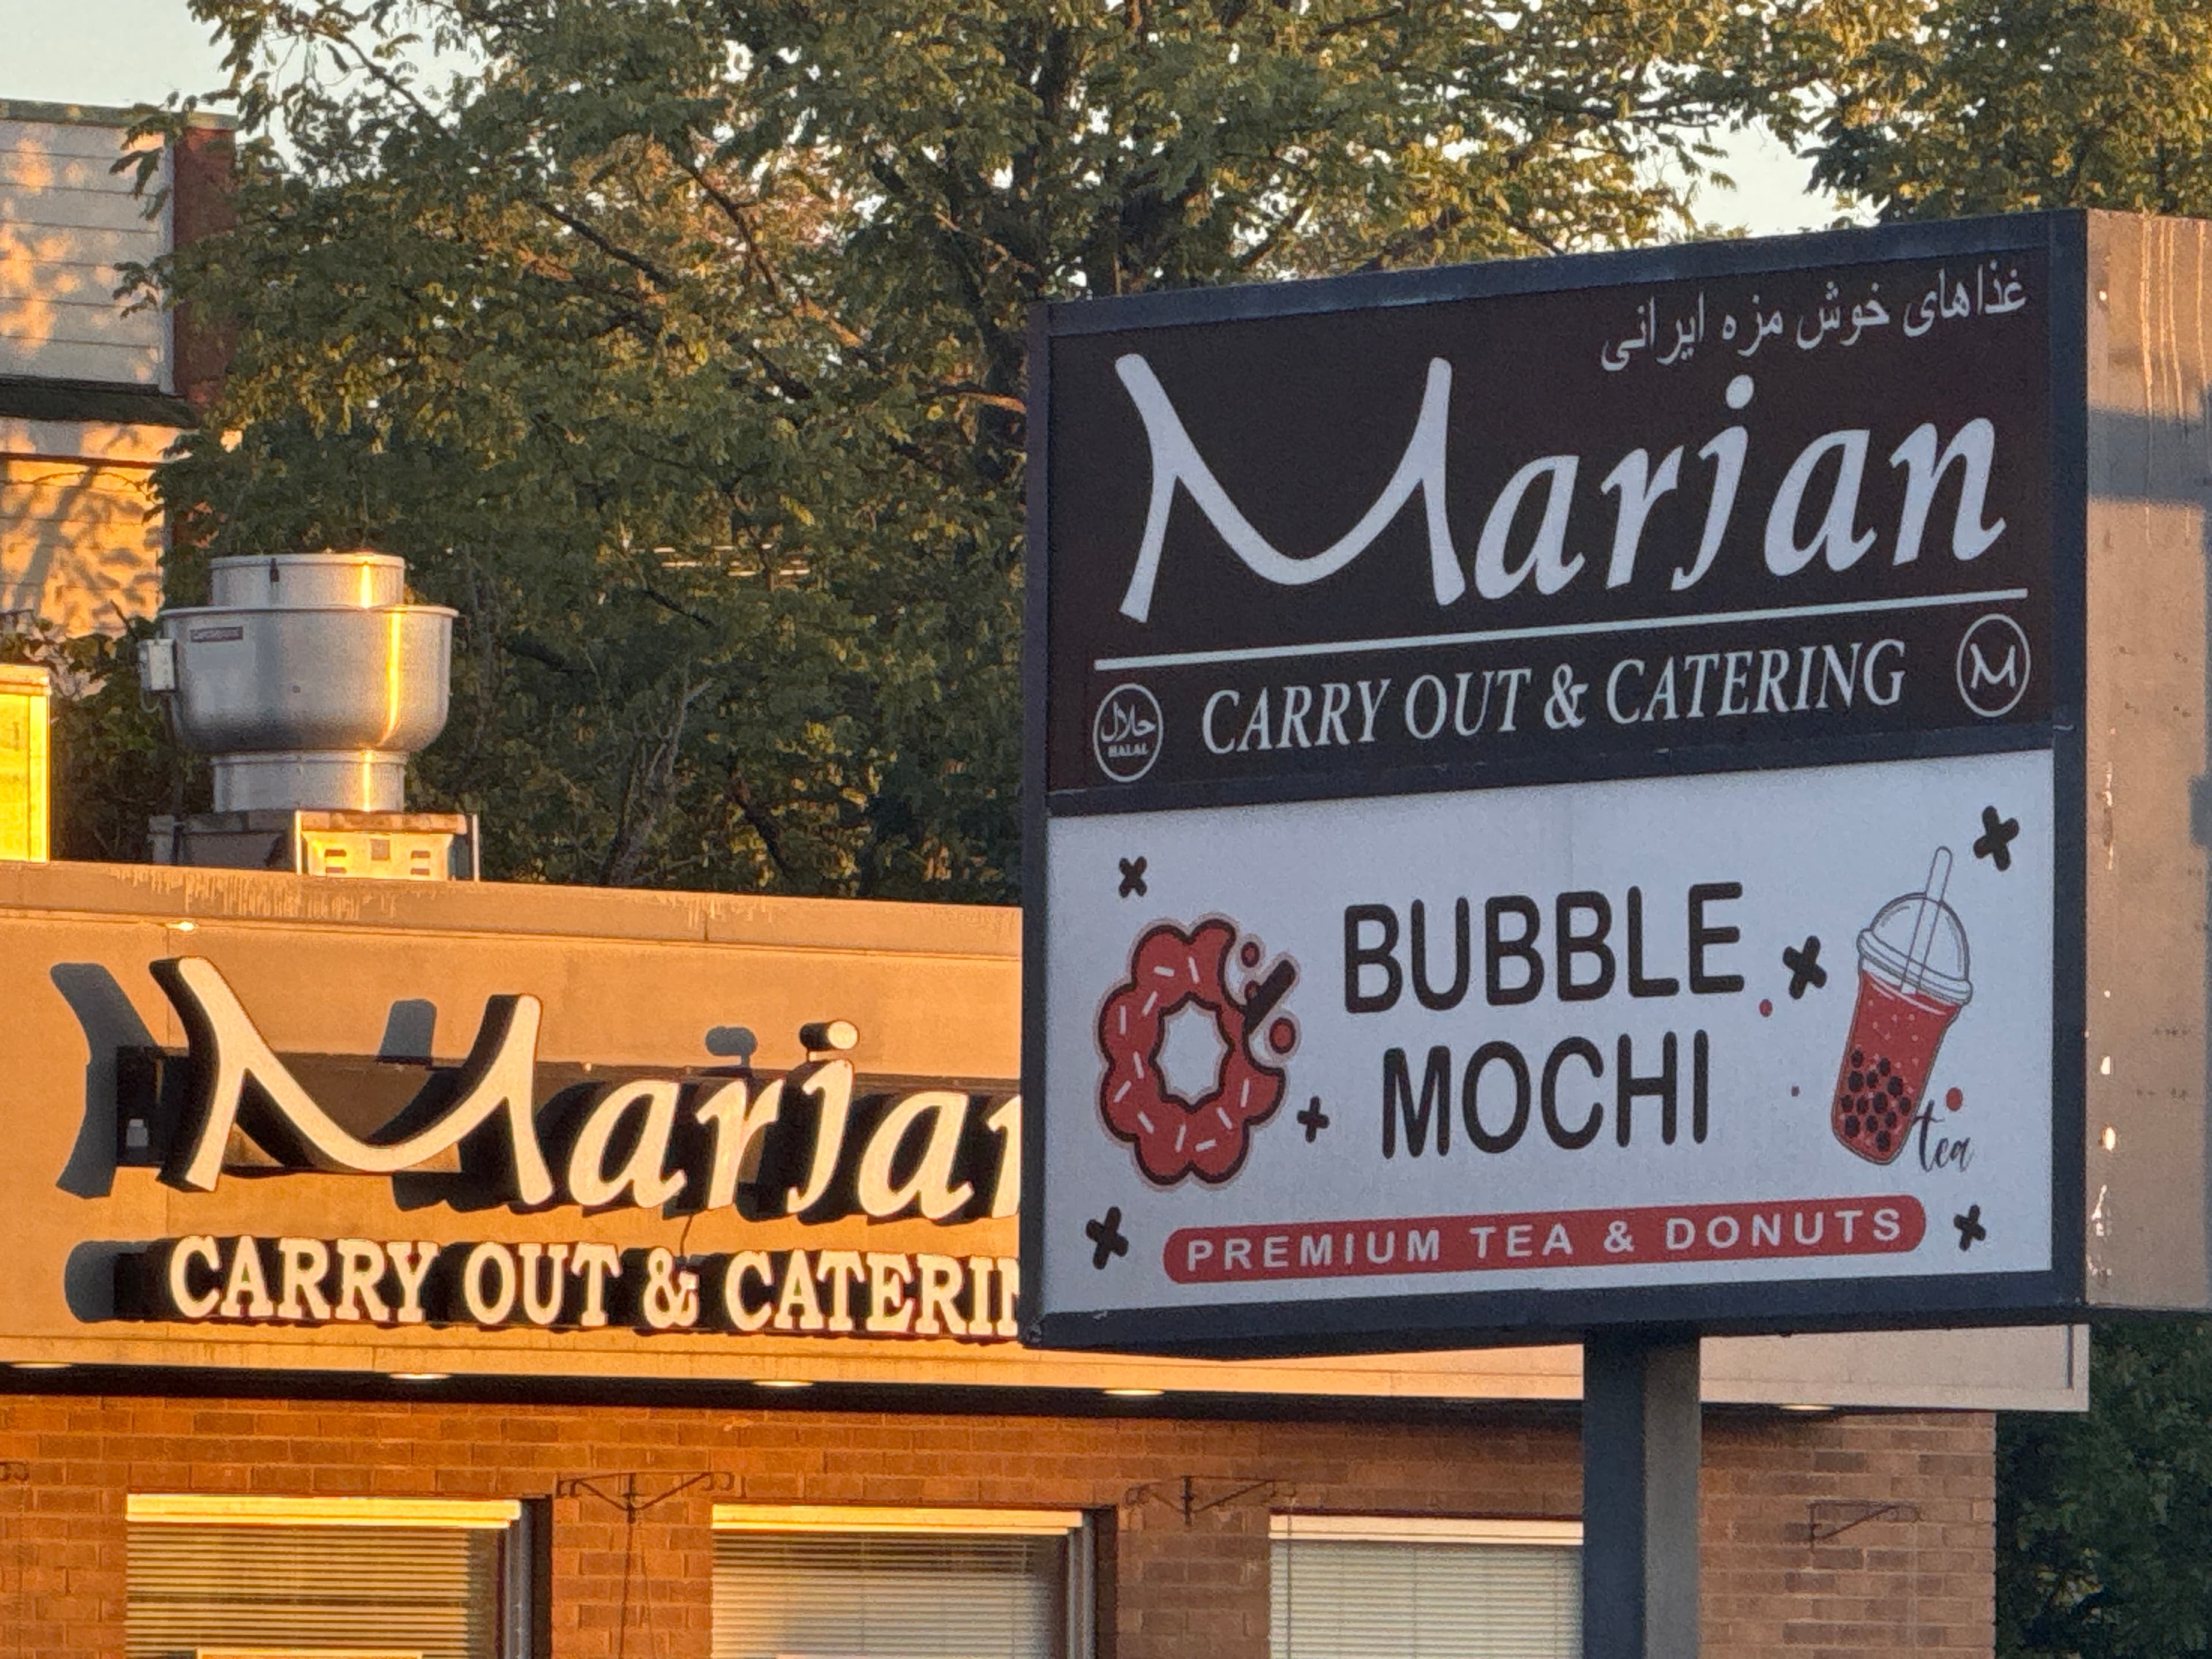 غذاهای خوش مزه ایرانی
Marjan
حلال
HALAL
CARRY OUT & CATERING
M
BUBBLE
MOCHI
tea
PREMIUM TEA & DONUTS
Marjan
CARRY OUT & CATERIN